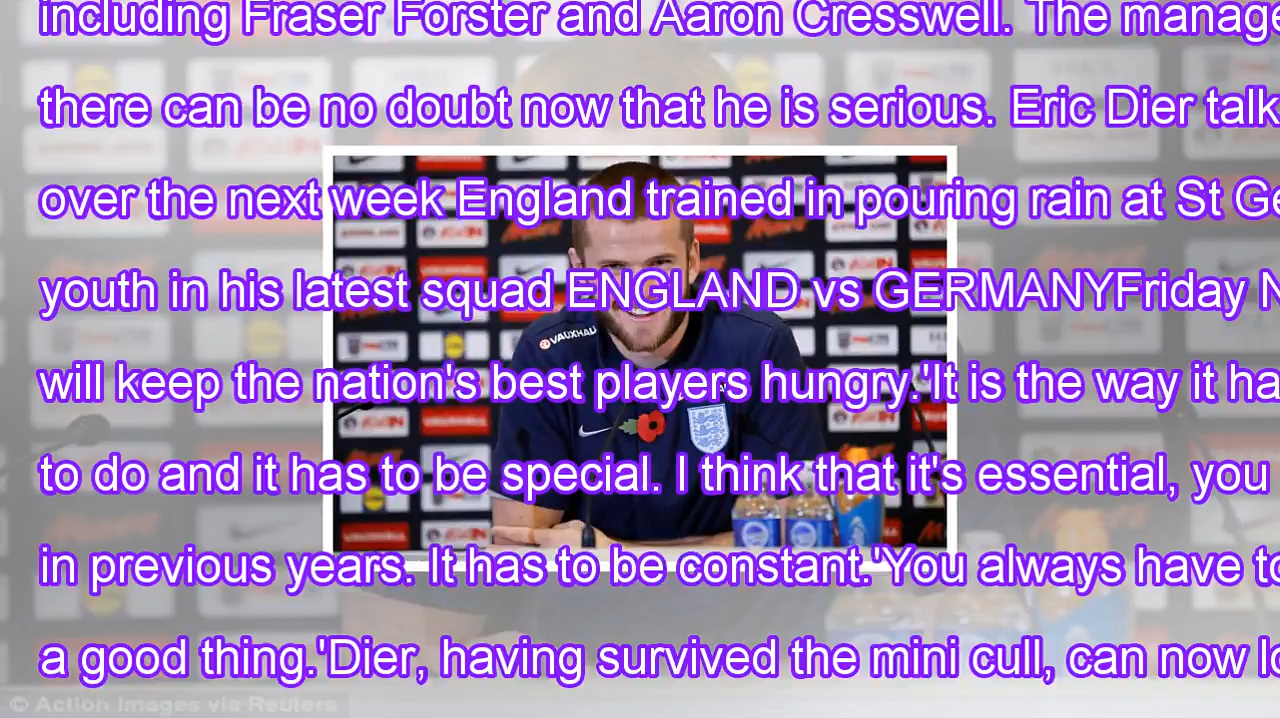 including Fraser Forster and Aaron Cresswell. The manage
there can be no doubt now that he is serious. Eric Dier talk
over the next week England trained in pouring rain at St Ge
youth in his latest squad ENGLAND vs GERMANYFriday N
will keep the nation's best players hungry.'It is the way it ha
to do and it has to be special. I think that it's essential, you
in previous years. It has to be constant.'You always have to
a good thing.'Dier, having survived the mini cull, can now lo
VAUXHALL
© Action Images via Reuters